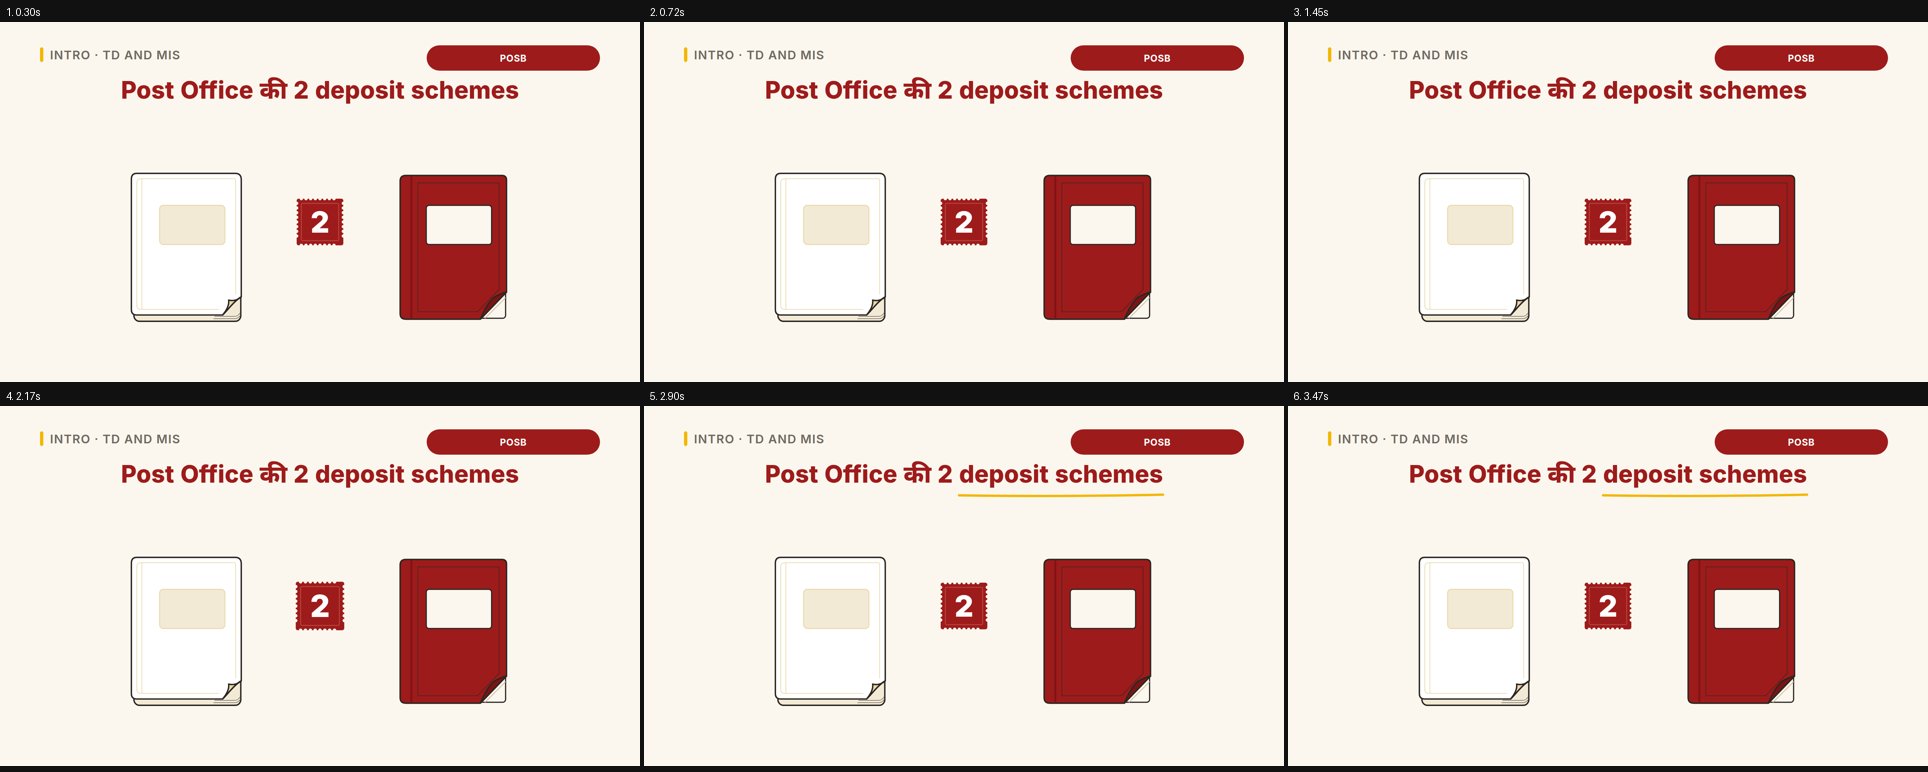 1. 0.30s
INTRO · TD AND MIS
POSB
Post Office की 2 deposit schemes
2
2. 0.72s
INTRO · TD AND MIS
POSB
Post Office की 2 deposit schemes
2
3. 1.45s
INTRO · TD AND MIS
POSB
Post Office की 2 deposit schemes
2
4. 2.17s
INTRO · TD AND MIS
POSB
Post Office की 2 deposit schemes
2
5. 2.90s
INTRO · TD AND MIS
POSB
Post Office की 2 deposit schemes
2
6. 3.47s
INTRO · TD AND MIS
POSB
Post Office की 2 deposit schemes
2